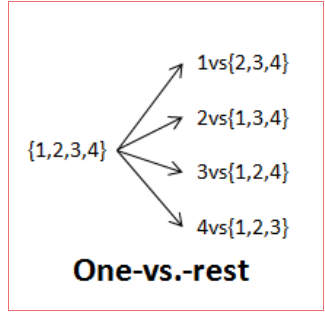 1vs{2,3,4}
2vs{1,3,4}
{1,2,3,4}
3vs{1,2,4}
4vs{1,2,3}
One-vs.-rest